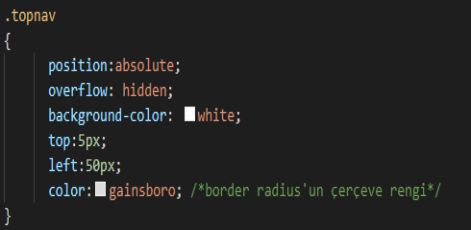 .topnav
{
position:absolute;
overflow: hidden;
background-color: white;
top:5px;
left:50px;
color: gainsboro; /*border radius'un çerçeve rengi*/
}